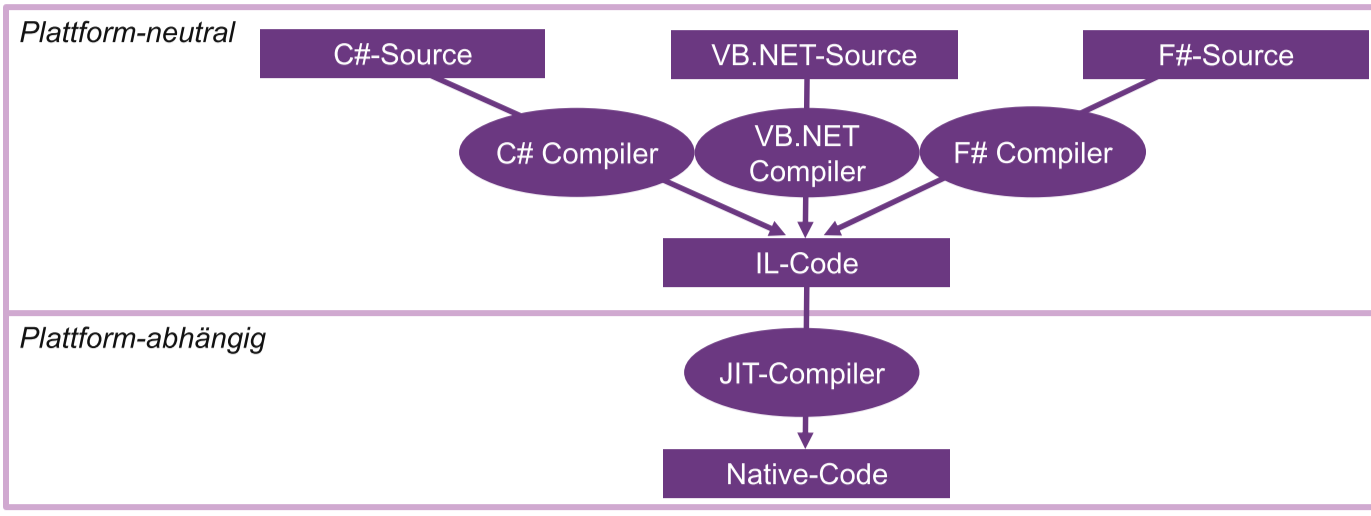 Plattform-neutral
C#-Source
VB.NET-Source
F#-Source
C# Compiler
VB.NET
Compiler
F# Compiler
IL-Code
Plattform-abhängig
JIT-Compiler
Native-Code